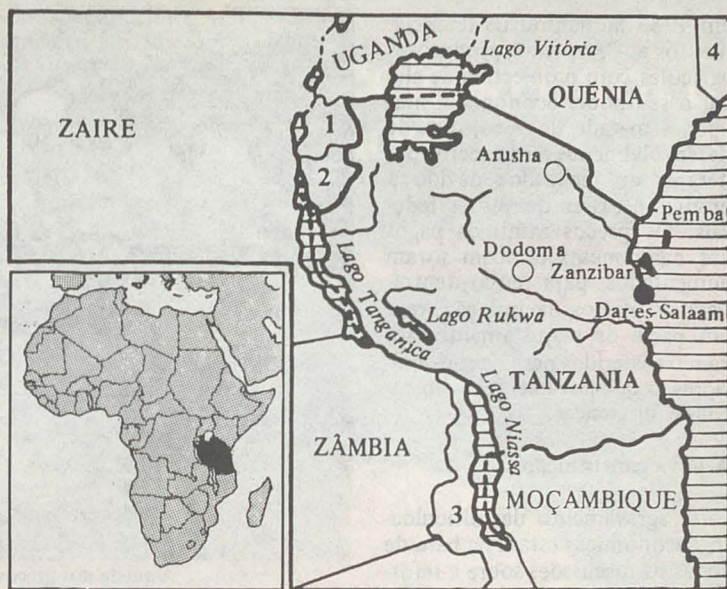 UGANDA
Lago Vitória
4
QUÉNIA
ZAIRE
1
2
Arusha
Pemba
Dodoma
Zanzibar
Dar-es-Salaam
Lago Tanganica
Lago Rukwa
TANZANIA
Lago Niassa
ZÂMBIA
MOÇAMBIQUE
3